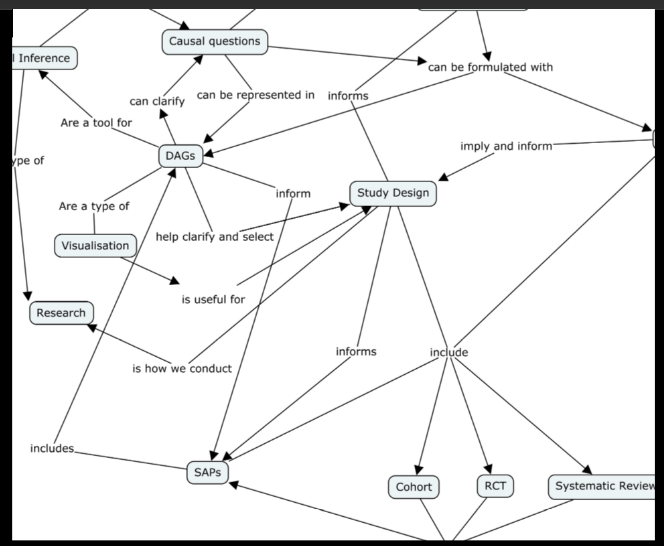 Causal questions
l Inference
can be formulated with
can clarify
can be represented in
informs
Are a tool for
imply and inform
DAGs
ype of
inform
Study Design
Are a type of
help clarify and select
Visualisation
is useful for
Research
informs
include
is how we conduct
includes
SAPs
Cohort
RCT
Systematic Review